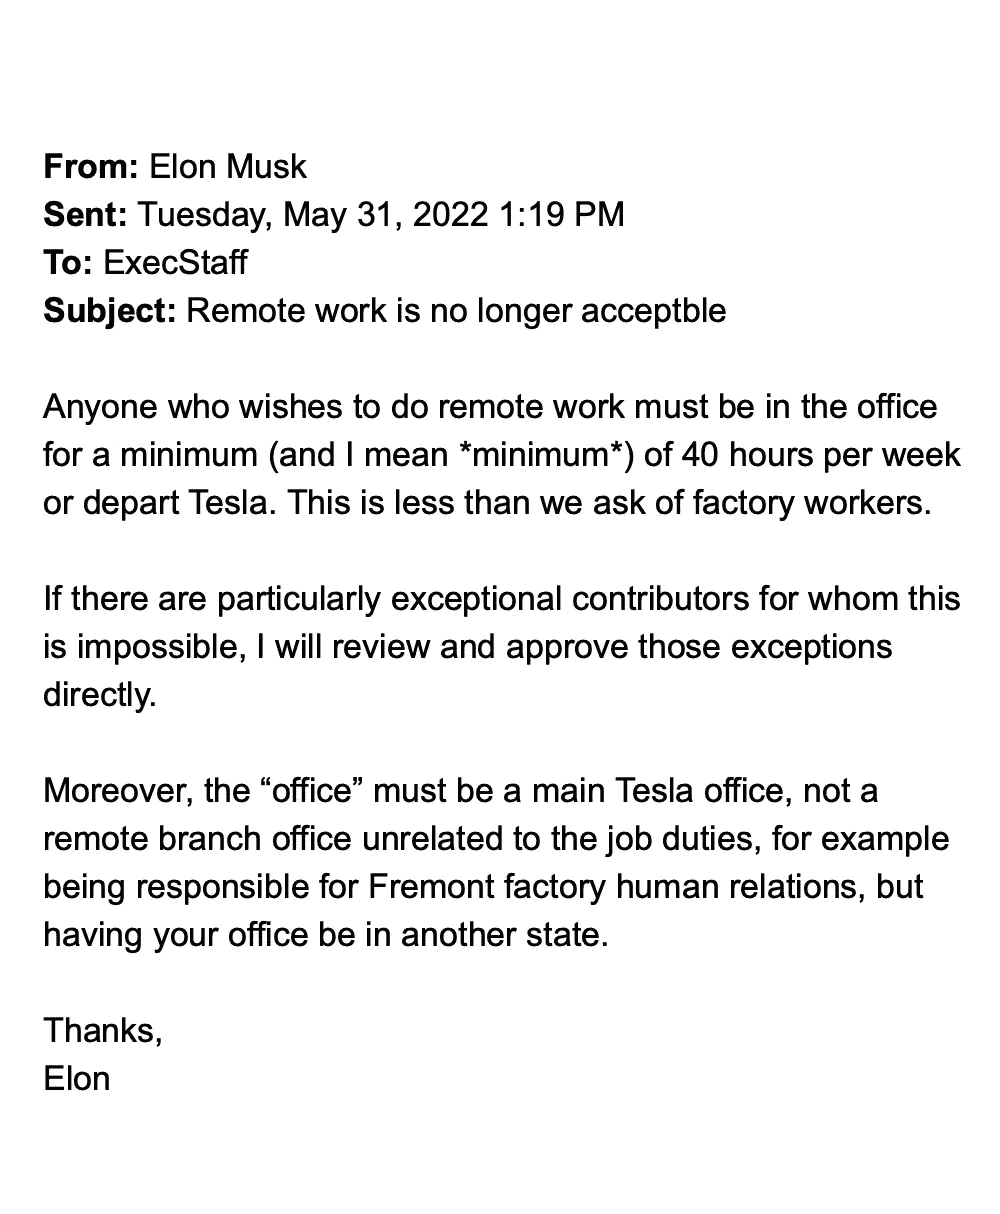 From: Elon Musk
Sent: Tuesday, May 31, 2022 1:19 PM
To: ExecStaff
Subject: Remote work is no longer acceptble
Anyone who wishes to do remote work must be in the office
for a minimum (and I mean *minimum*) of 40 hours per week
or depart Tesla. This is less than we ask of factory workers.
If there are particularly exceptional contributors for whom this
is impossible, I will review and approve those exceptions
directly.
Moreover, the “office” must be a main Tesla office, not a
remote branch office unrelated to the job duties, for example
being responsible for Fremont factory human relations, but
having your office be in another state.
Thanks,
Elon